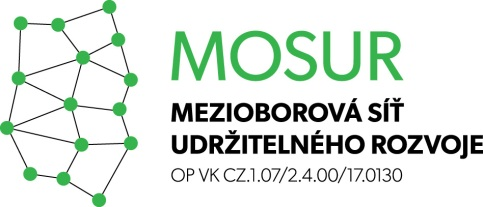 MOSUR
MEZIOBOROVÁ SÍŤ
UDRŽITELNÉHO ROZVOJE
OP VK CZ.1.07/2.4.00/17.0130